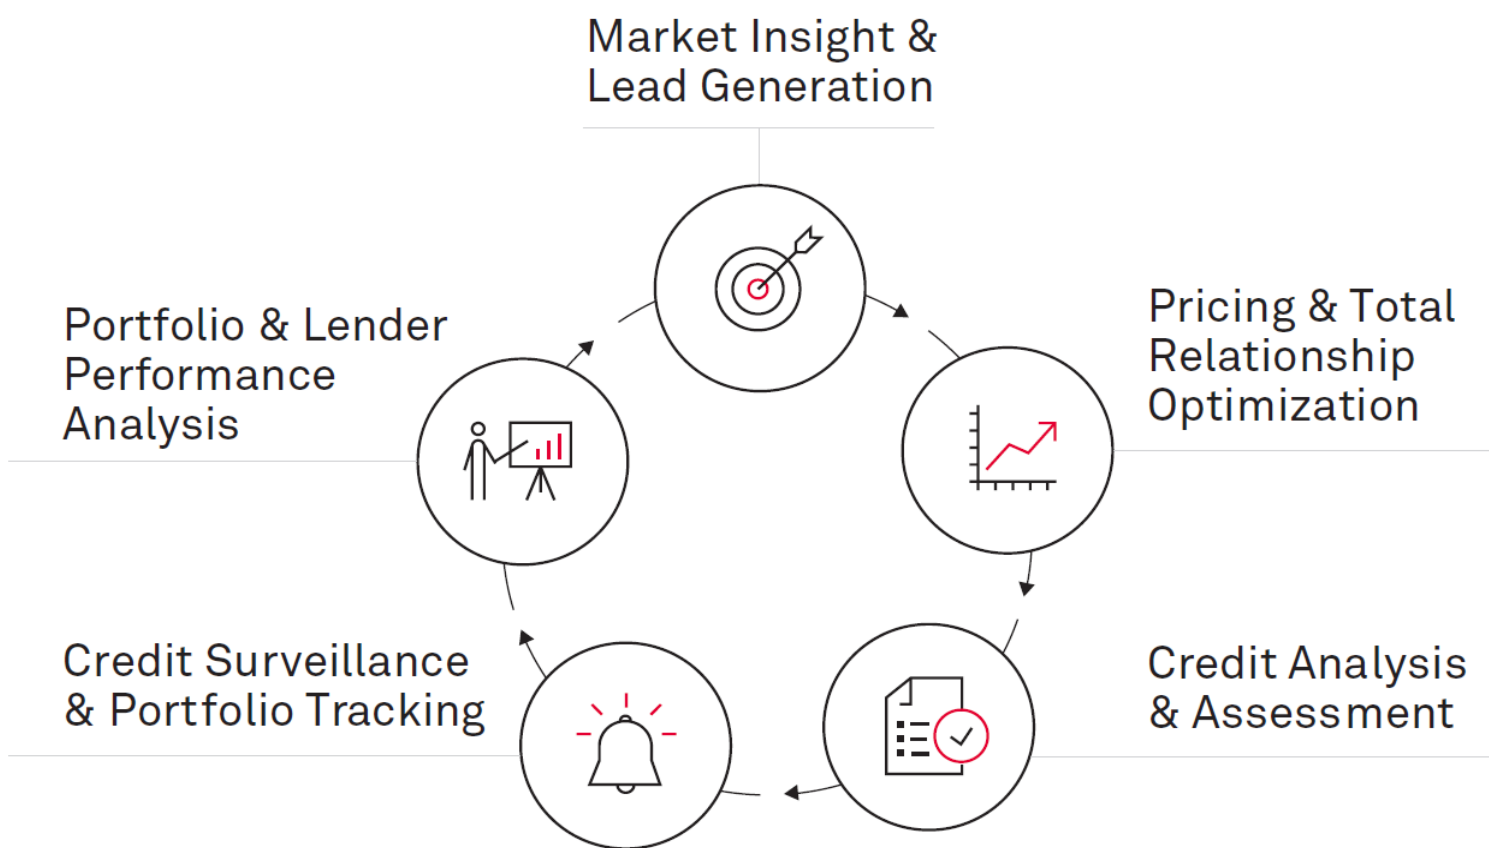 Market Insight &
Lead Generation
Pricing & Total
Relationship
Optimization
Credit Analysis
& Assessment
Credit Surveillance
& Portfolio Tracking
Portfolio & Lender
Performance
Analysis